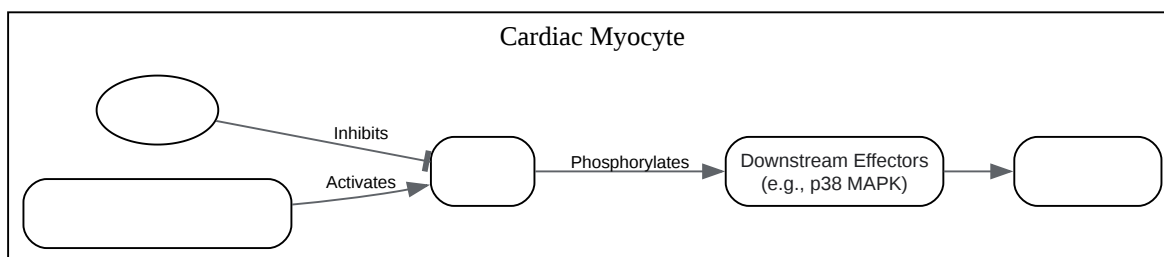 Cardiac Myocyte
Inhibits
Activates
Phosphorylates
Downstream Effectors
(e.g., p38 MAPK)